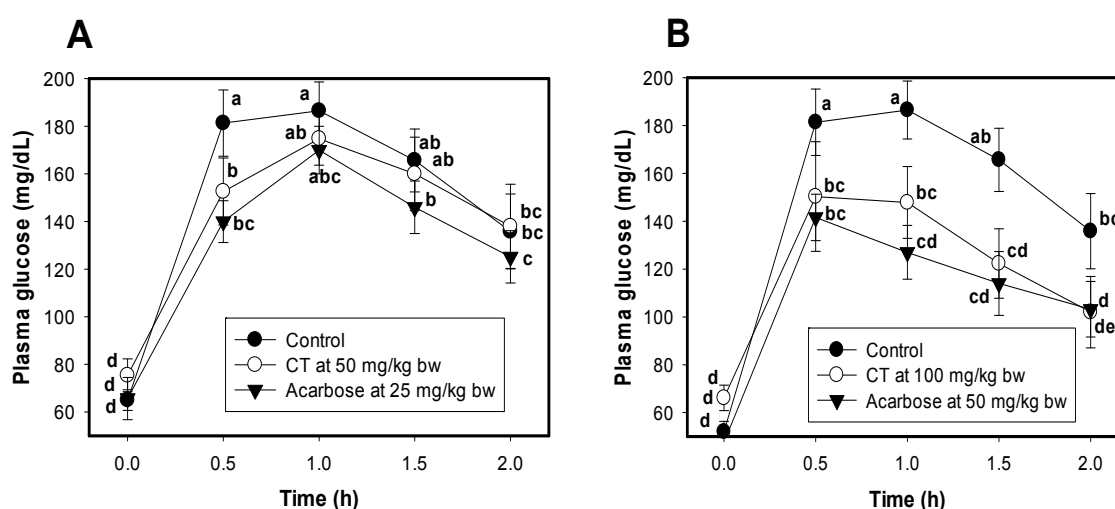 A
Plasma glucose (mg/dL)
200
180
160
140
120
100
80
60
a
a
ab
ab
ab
b
bc
abc
b
bc
bc
c
d
d
d
Control
CT at 50 mg/kg bw
Acarbose at 25 mg/kg bw
0.0 0.5 1.0 1.5 2.0
Time (h)
B
Plasma glucose (mg/dL)
200
180
160
140
120
100
80
60
a
a
ab
bc
bc
bc
bc
cd
cd
cd
d
de
d
d
d
Control
CT at 100 mg/kg bw
Acarbose at 50 mg/kg bw
0.0 0.5 1.0 1.5 2.0
Time (h)